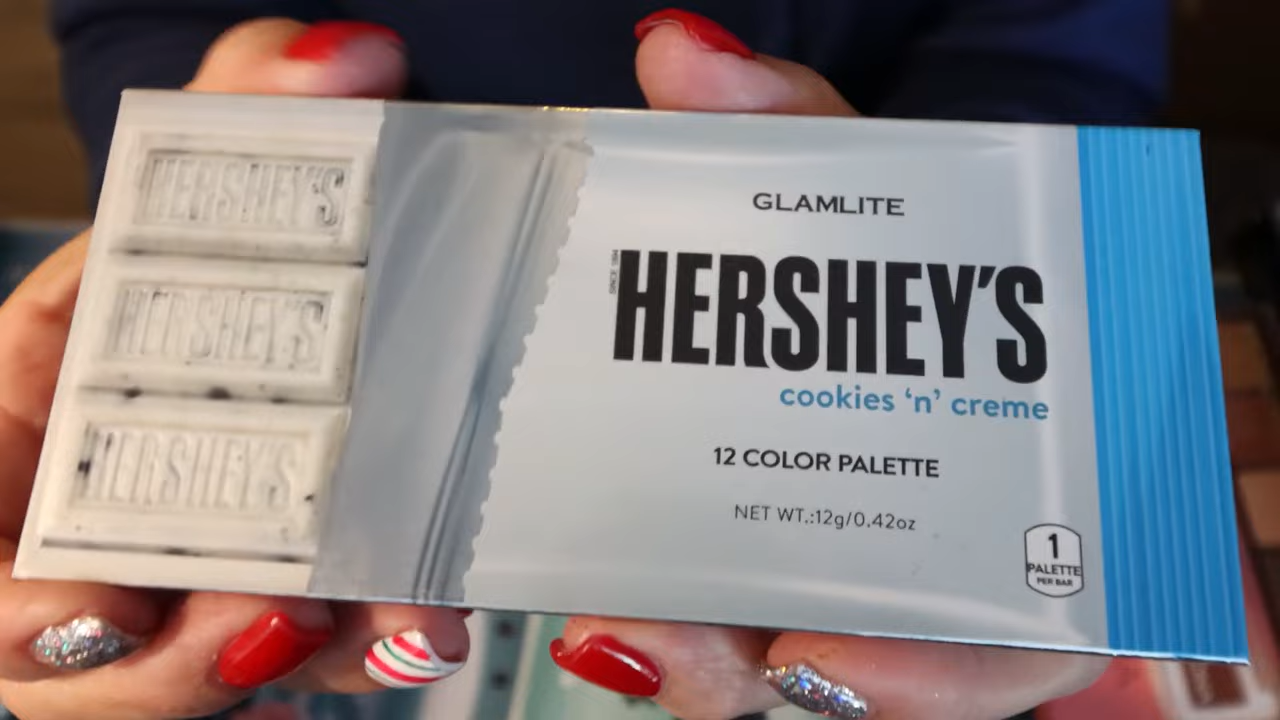 HERSHEY'S
HERSHEY'S
HERSHEY'S
GLAMLITE
HERSHEY'S
cookies 'n' creme
12 COLOR PALETTE
NET WT.:12g/0.42oz
1
PALETTE
PER BAR